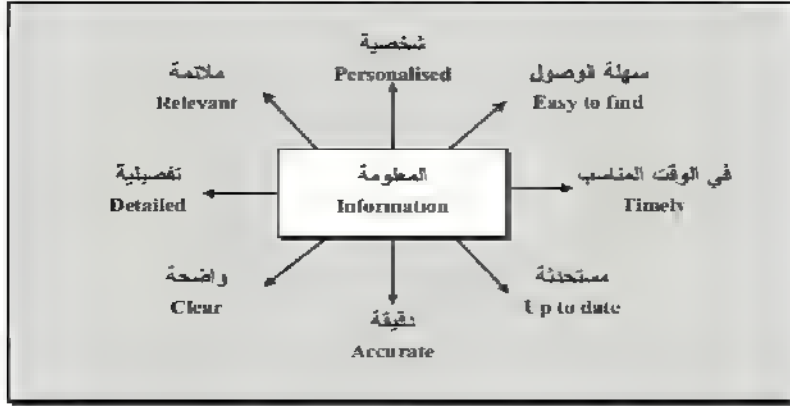 شخصية
Personalised
ملائمة
Relevant
سهلة الوصول
Easy to find
المعلومة
Information
تفصيلية
Detailed
في الوقت المناسب
Timely
واضحة
Clear
مستحدثة
Up to date
دقيقة
Accurate